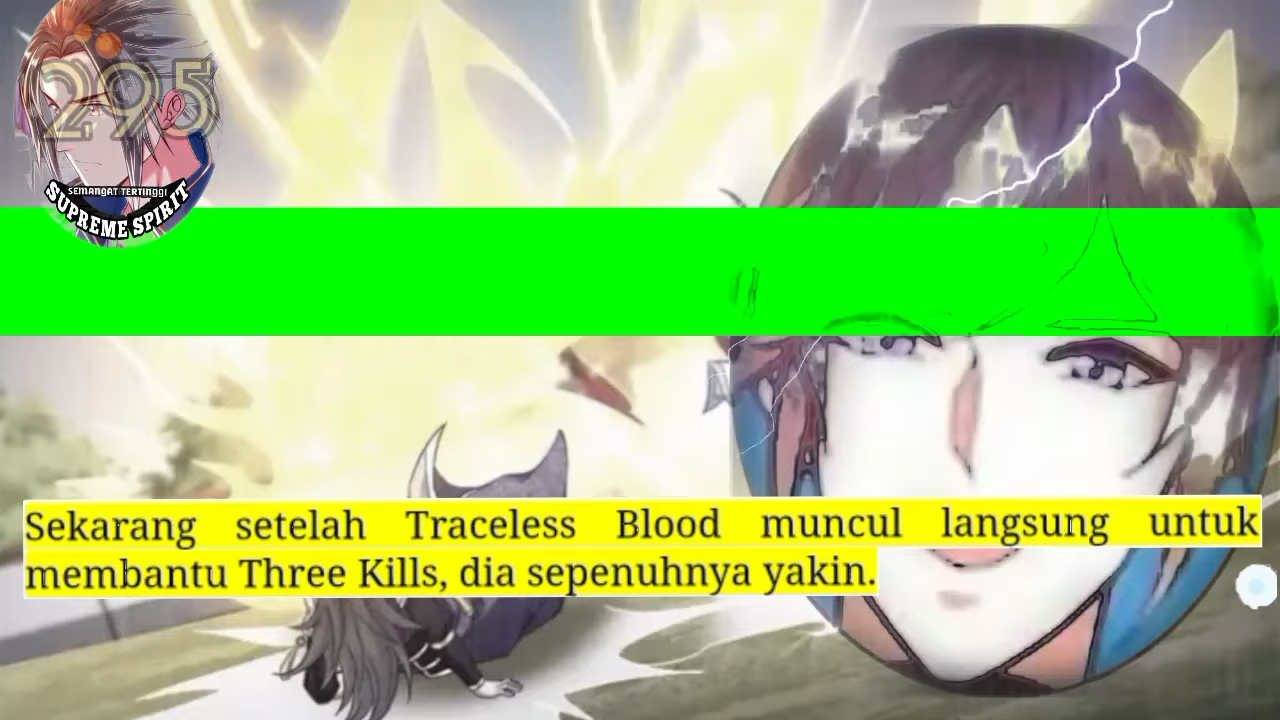 295
SEMANGAT TERTINGGI
SUPREME SPIRIT
Sekarang setelah Traceless Blood muncul langsung untuk
membantu Three Kills, dia sepenuhnya yakin.